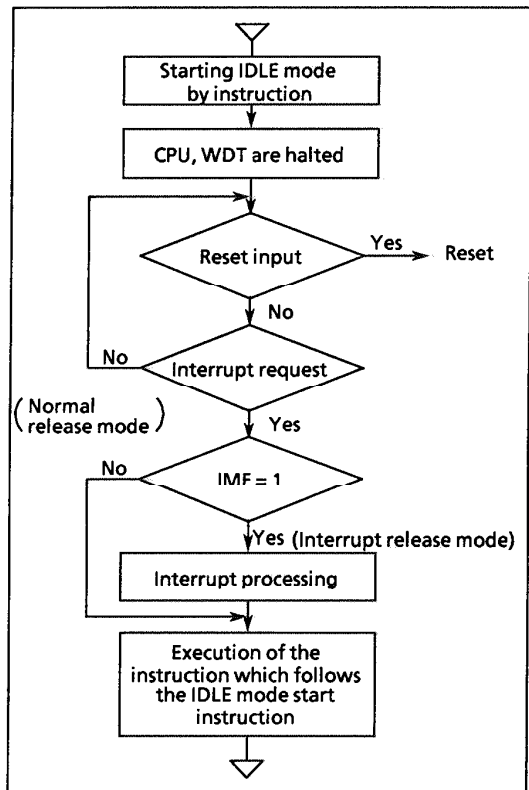 Starting IDLE mode
by instruction
CPU, WDT are halted
Reset input
Yes
Reset
No
Interrupt request
No
(Normal
release mode)
Yes
IMF = 1
No
Yes (Interrupt release mode)
Interrupt processing
Execution of the
instruction which follows
the IDLE mode start
instruction